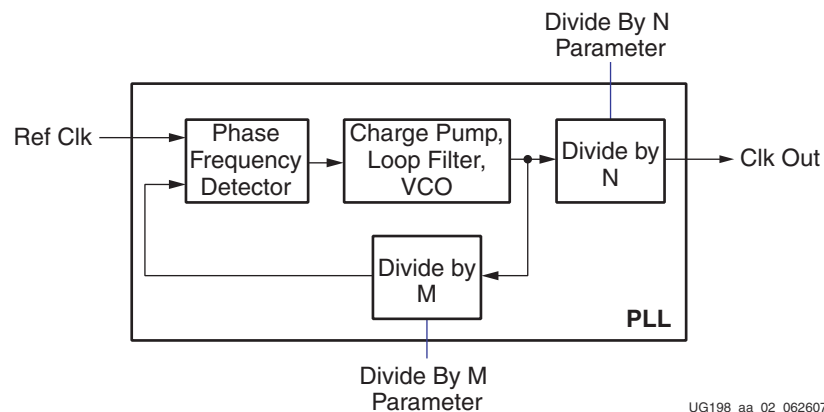 Divide By N
Parameter
Ref Clk
Phase
Frequency
Detector
Charge Pump,
Loop Filter,
VCO
Divide by
N
Clk Out
Divide by
M
PLL
Divide By M
Parameter
UG198_aa_02_062607